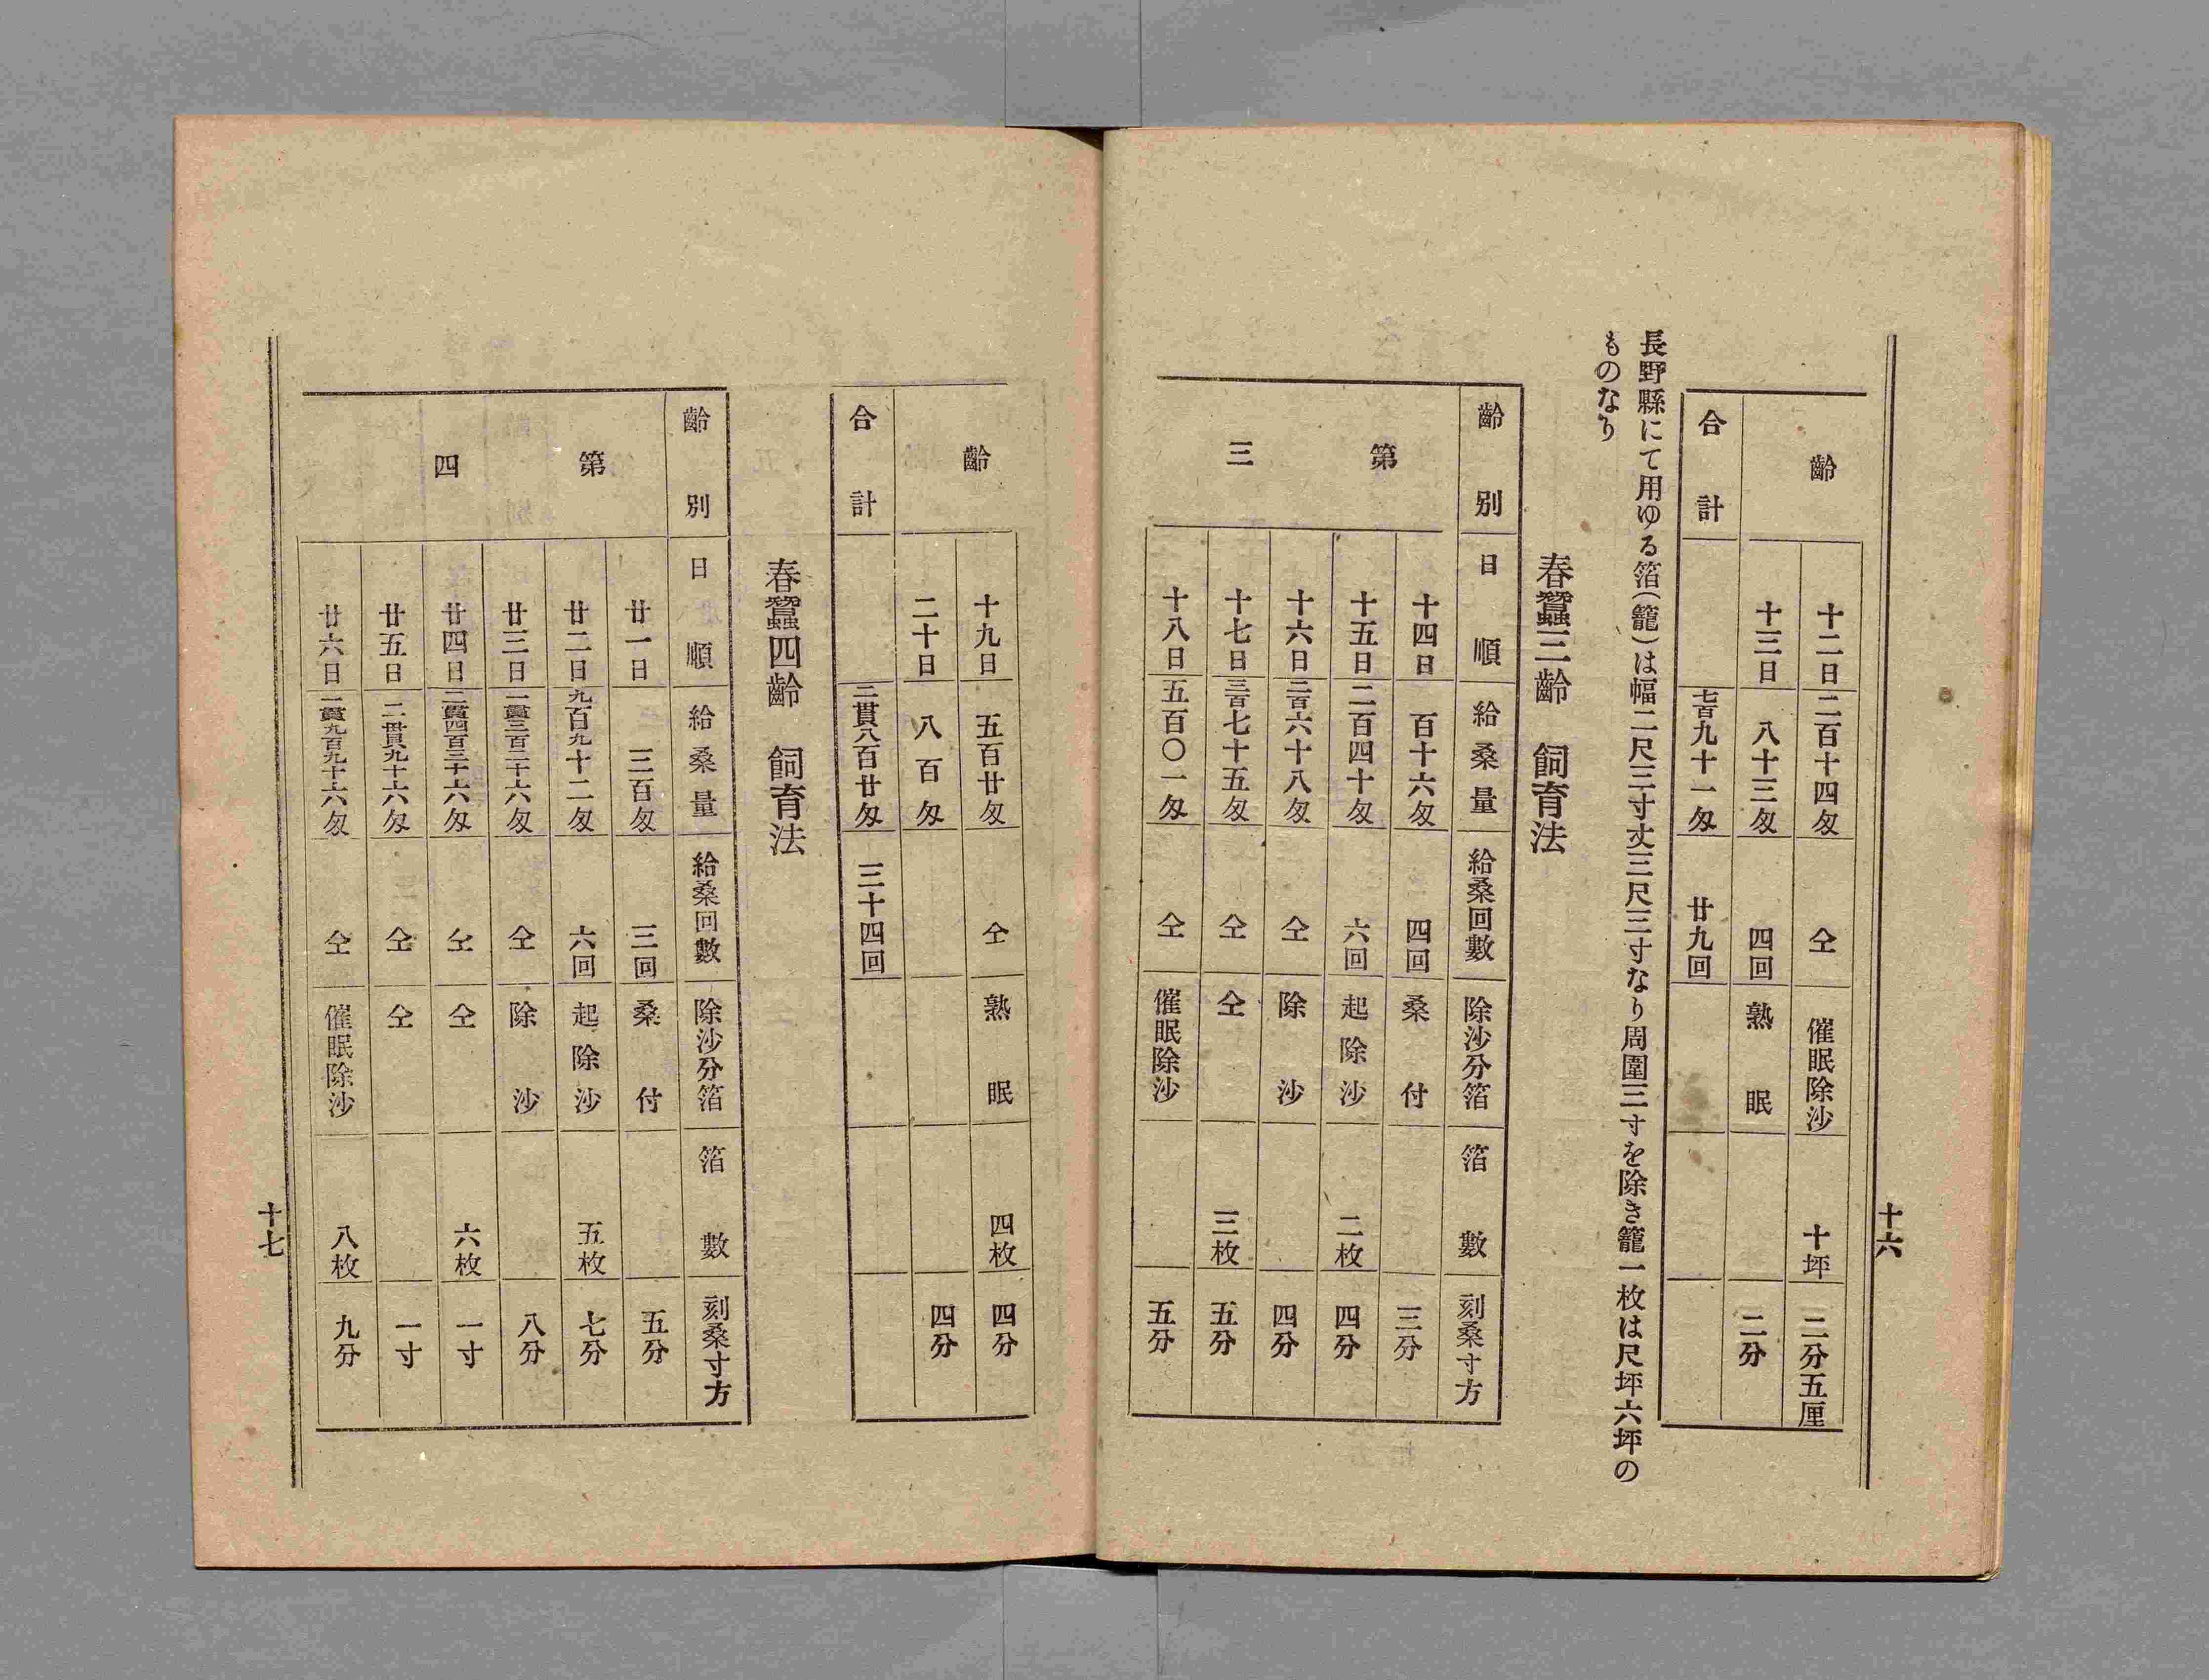 十六
齡
十二日 二百十四匁 仝 催眠除沙 十坪 二分五厘
十三日 八十三匁 四回 熟眠 二分
合計 七百九十一匁 廿九回
長野縣にて用ゆる箔(籠)は幅二尺三寸丈三尺三寸なり周圍三寸を除き籠一枚は尺坪六坪の
ものなり
春蠶三齡 飼育法
齡別 日順 給桑量 給桑回數 除沙分箔 箔數 刻桑寸方
第三
十四日 百十六匁 四回 桑付 三分
十五日 二百四十匁 六回 起除沙 二枚 四分
十六日 三百六十八匁 仝 除沙 四分
十七日 三百七十五匁 仝 仝 三枚 五分
十八日 五百〇一匁 仝 催眠除沙 五分
齡
十九日 五百廿匁 仝 熟眠 四枚 四分
二十日 八百匁 四分
合計 二貫八百廿匁 三十四回
春蠶四齡 飼育法
齡別 日順 給桑量 給桑回數 除沙分箔 箔數 刻桑寸方
第四
廿一日 三百匁 三回 桑付 五分
廿二日 九百九十二匁 六回 起除沙 五枚 七分
廿三日 一貫三百二十六匁 仝 除沙 八分
廿四日 二貫四百三十六匁 仝 仝 六枚 一寸
廿五日 二貫九十六匁 仝 仝 一寸
廿六日 一貫九百九十六匁 仝 催眠除沙 八枚 九分
十七